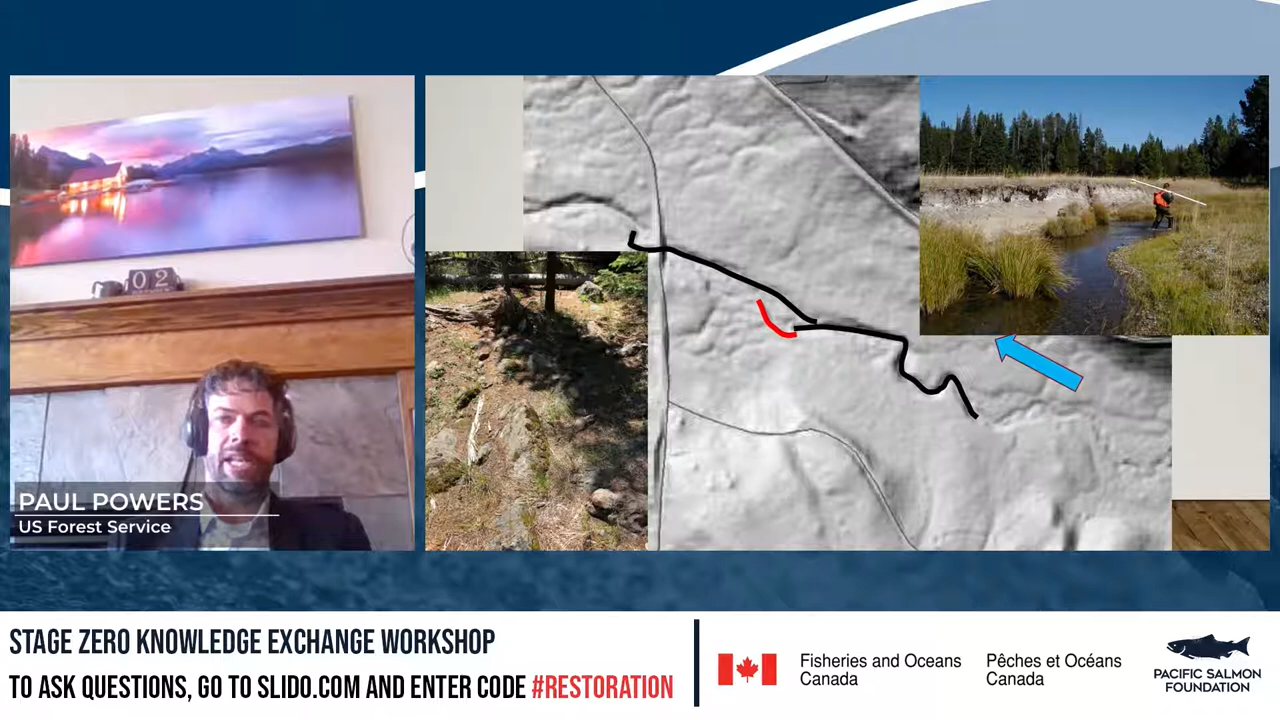 02
PAUL POWERS
US Forest Service
STAGE ZERO KNOWLEDGE EXCHANGE WORKSHOP
TO ASK QUESTIONS, GO TO SLIDO.COM AND ENTER CODE #RESTORATION
Fisheries and Oceans
Canada
Pêches et Océans
Canada
PACIFIC SALMON
FOUNDATION